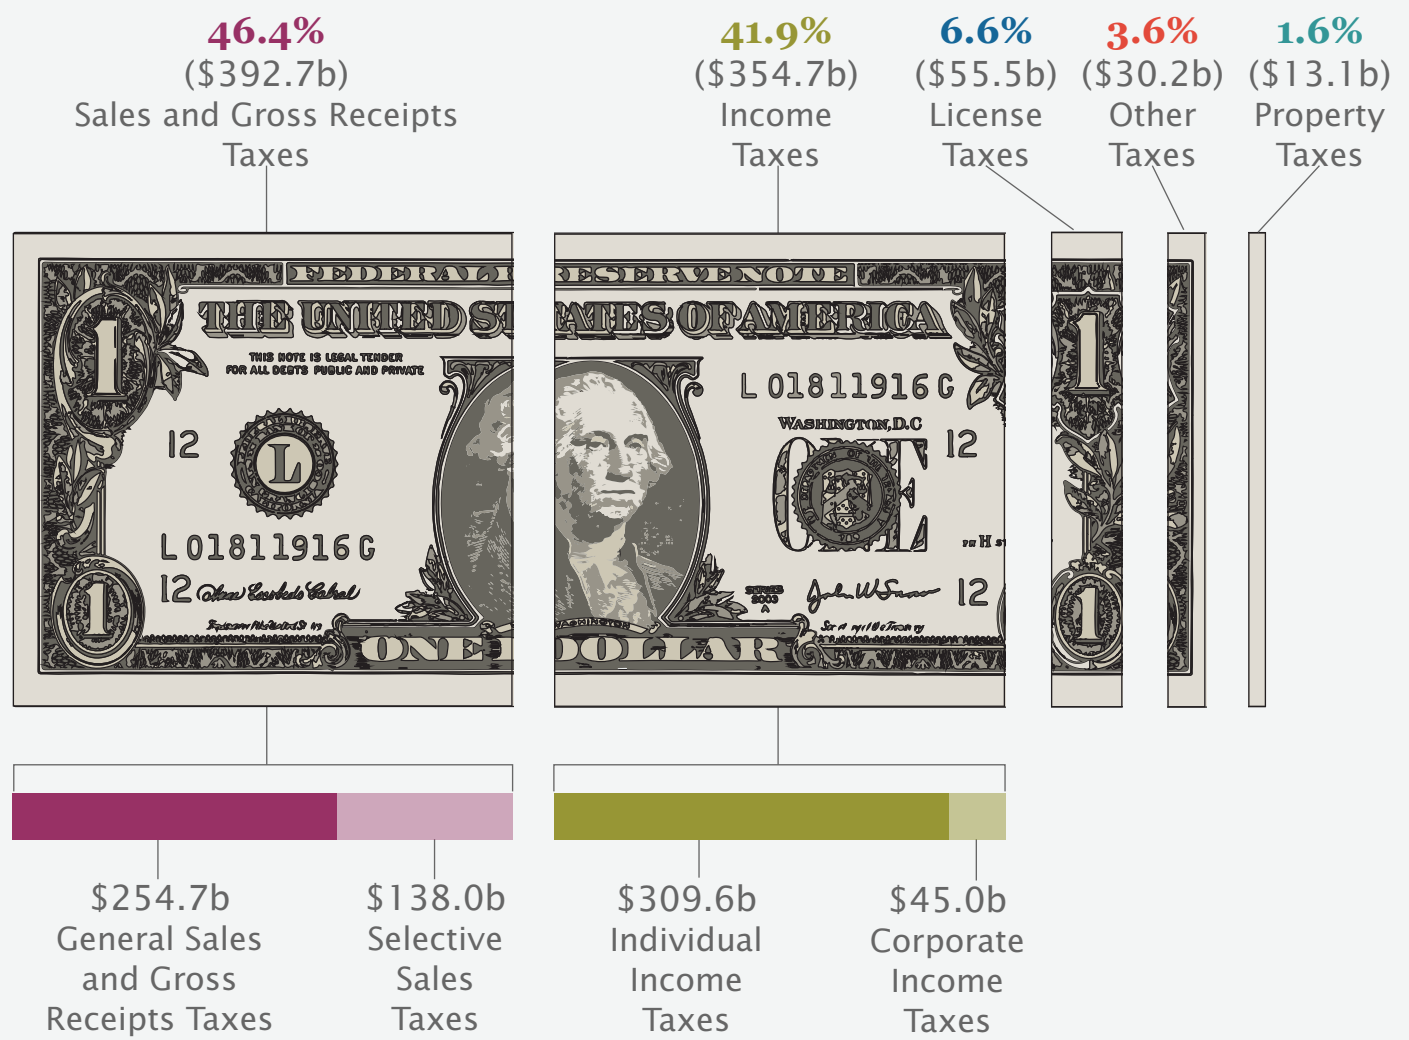 46.4%
($392.7b)
Sales and Gross Receipts
Taxes
41.9%
($354.7b)
Income
Taxes
6.6%
($55.5b)
License
Taxes
3.6%
($30.2b)
Other
Taxes
1.6%
($13.1b)
Property
Taxes
FEDERAL RESERVE NOTE
THE UNITED STATES OF AMERICA
THIS NOTE IS LEGAL TENDER
FOR ALL DEBTS PUBLIC AND PRIVATE
1
1
L 01811916 G
WASHINGTON, D.C
12
L
12
L 01811916 G
12
SERIES
2003
A
12
1
WASHINGTON
1
ONE DOLLAR
$254.7b
General Sales
and Gross
Receipts Taxes
$138.0b
Selective
Sales
Taxes
$309.6b
Individual
Income
Taxes
$45.0b
Corporate
Income
Taxes